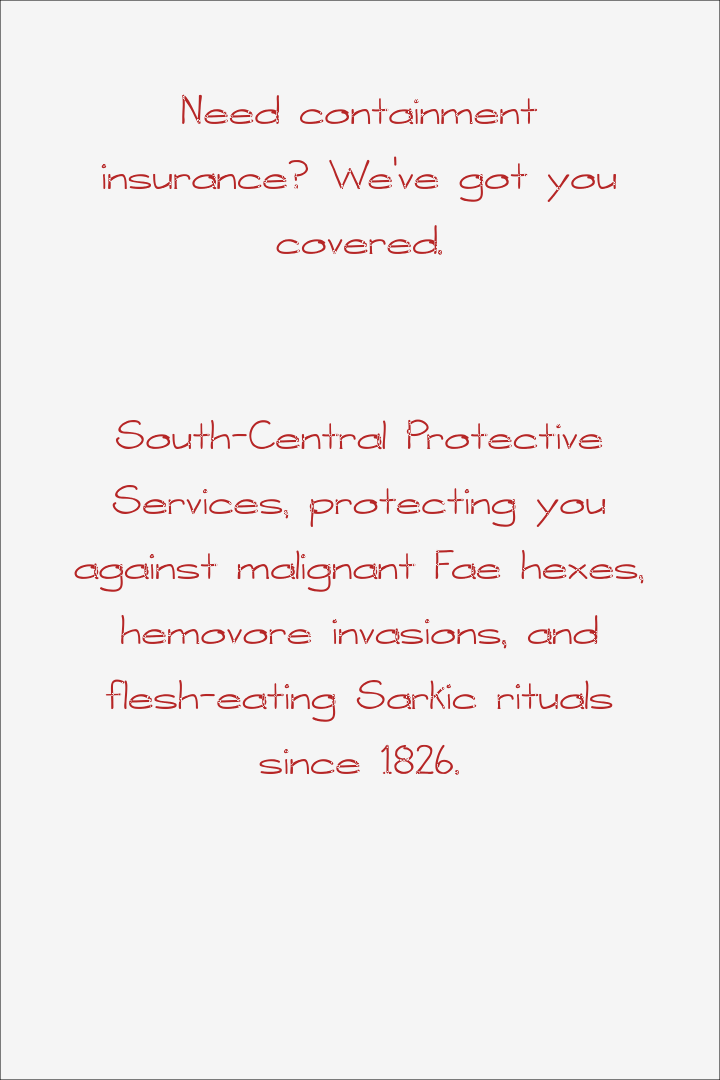 Need containment
insurance? We've got you
covered.
South-Central Protective
Services, protecting you
against malignant Fae hexes,
hemovore invasions, and
flesh-eating Sarkic rituals
since 1826.